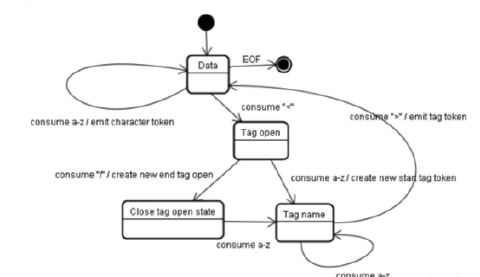 Data
EOF
consume a-z / emit character token
consume "<"
consume ">" / emit tag token
Tag open
consume "/" / create new end tag open
consume a-z / create new start tag token
Close tag open state
Tag name
consume a-z
consume a-z